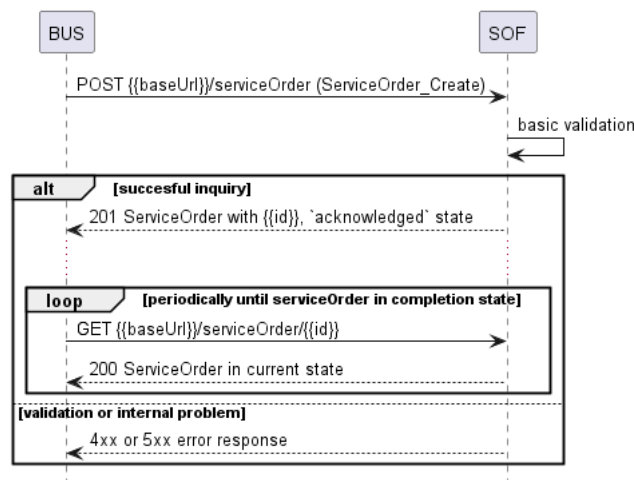 BUS SOF
POST {{baseUrl}}/serviceOrder (ServiceOrder_Create)
basic validation
alt [succesful inquiry]
201 ServiceOrder with {{id}}, `acknowledged` state
loop [periodically until serviceOrder in completion state]
GET {{baseUrl}}/serviceOrder/{{id}}
200 ServiceOrder in current state
[validation or internal problem]
4xx or 5xx error response